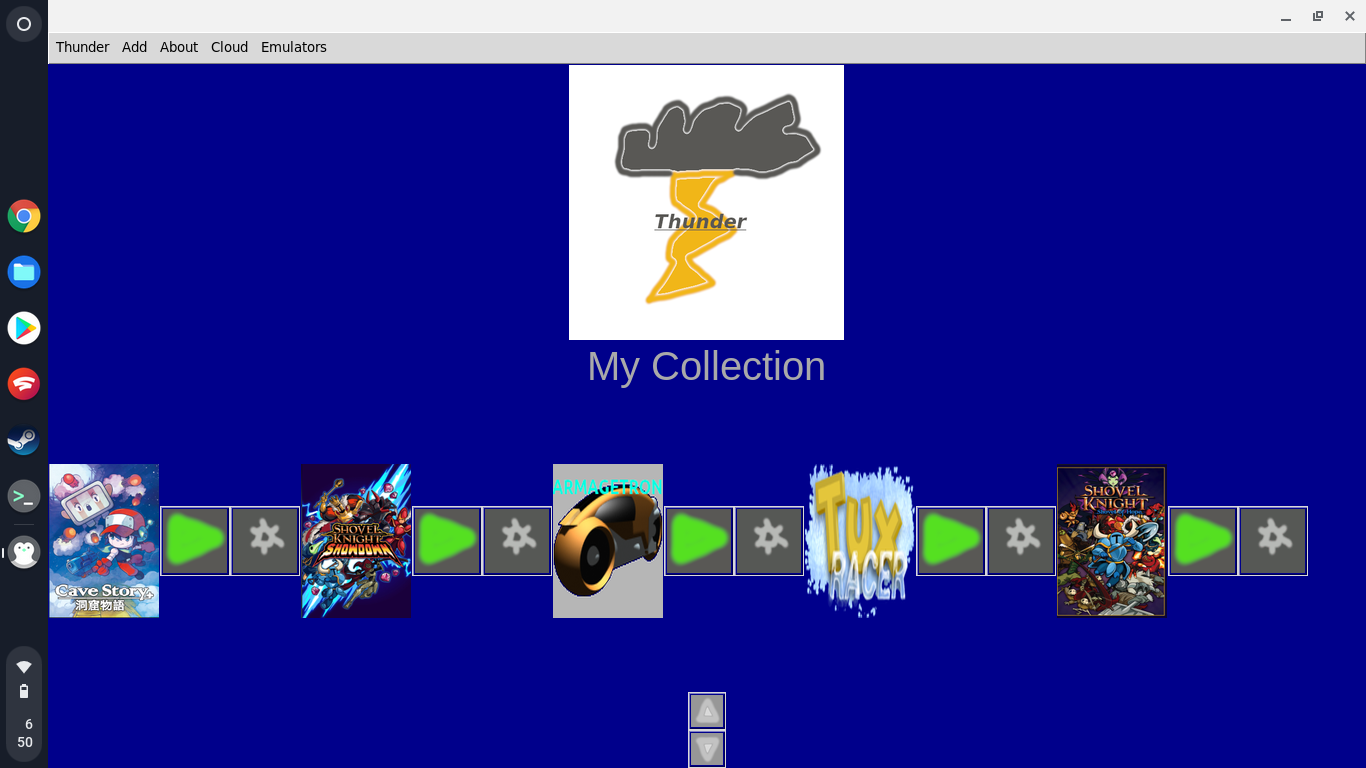 Thunder Add About Cloud Emulators
Thunder
My Collection
Cave Story+
洞窟物語
SHOVEL
KNIGHT
SHOWDOWN
ARMAGETRON
TUX
RACER
SHOVEL
KNIGHT
6
50